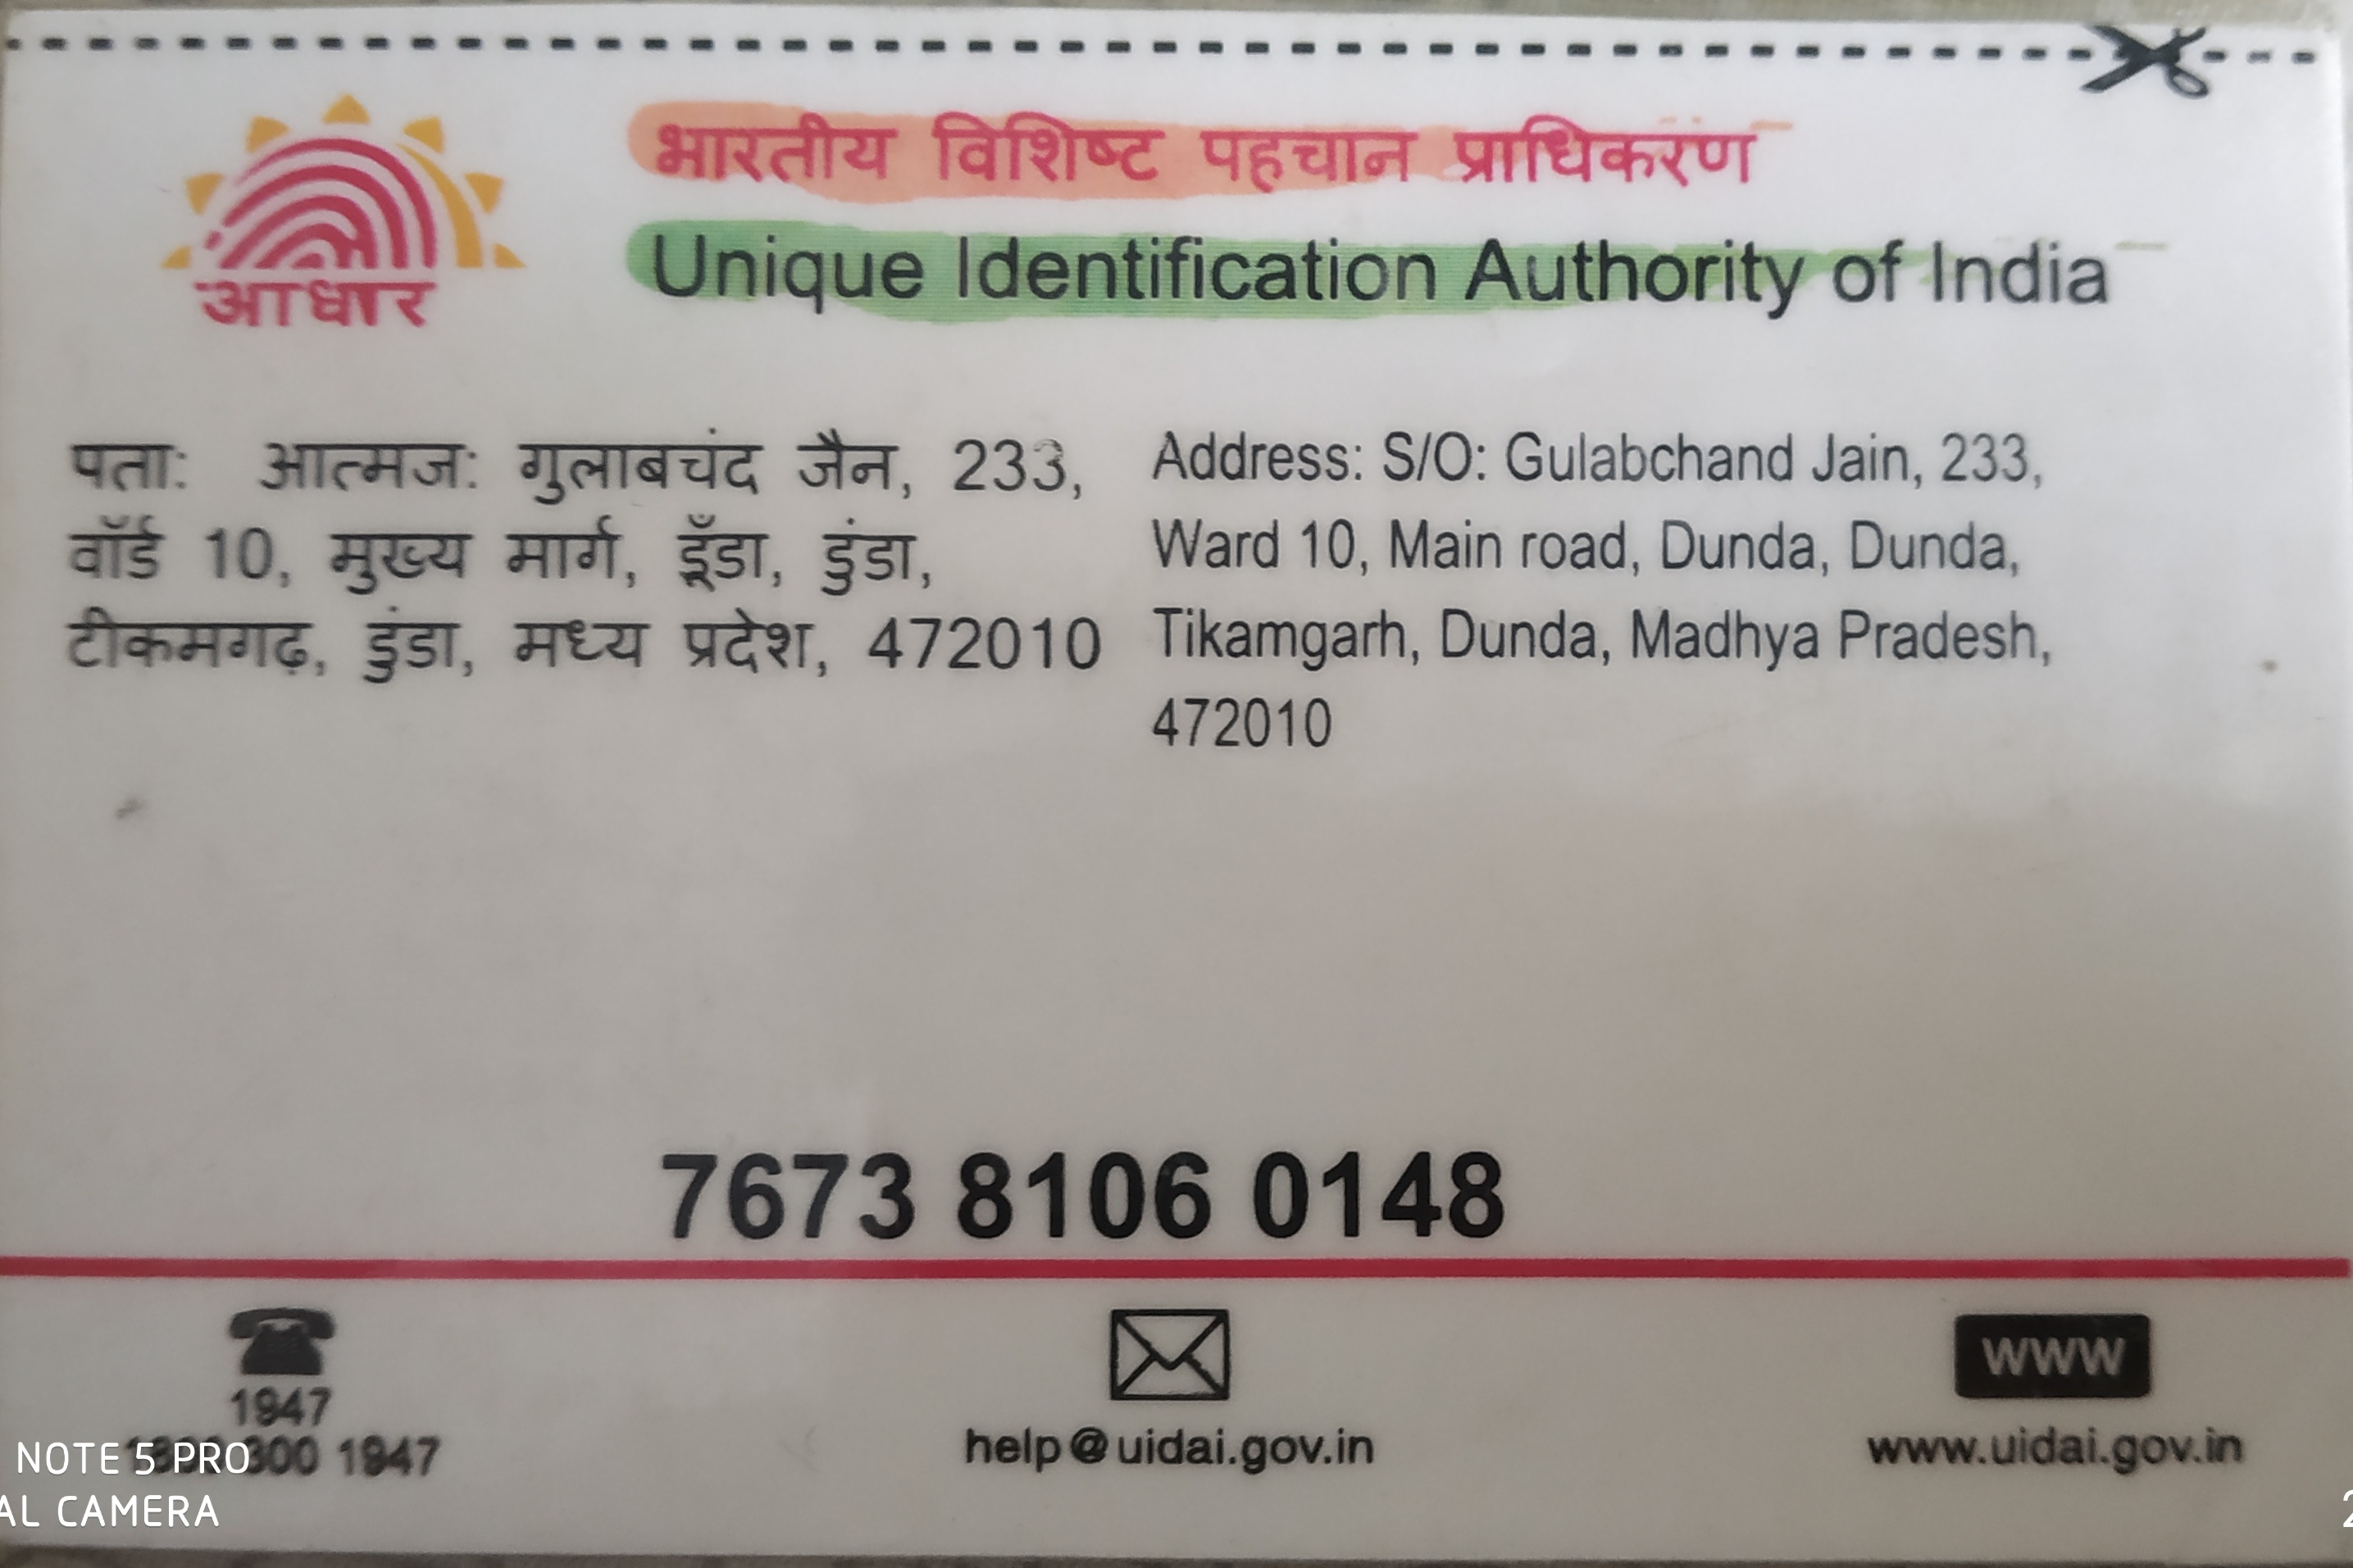 आधार
भारतीय विशिष्ट पहचान प्राधिकरण
Unique Identification Authority of India
पता: आत्मज: गुलाबचंद जैन, 233,
वॉर्ड 10, मुख्य मार्ग, डूँडा, डुंडा,
टीकमगढ़, डुंडा, मध्य प्रदेश, 472010
Address: S/O: Gulabchand Jain, 233,
Ward 10, Main road, Dunda, Dunda,
Tikamgarh, Dunda, Madhya Pradesh,
472010
7673 8106 0148
1947
300 1947
help@uidai.gov.in
www
www.uidai.gov.in
NOTE 5 PRO
AL CAMERA